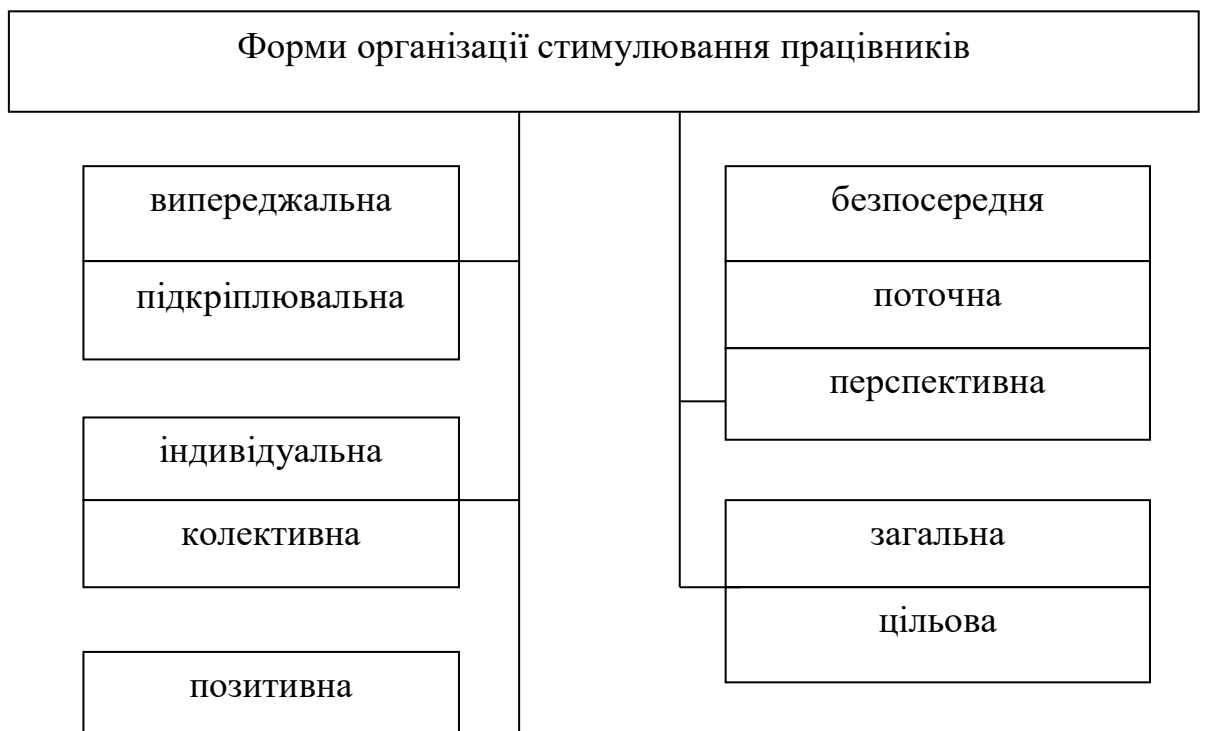 Форми організації стимулювання працівників
випереджальна
підкріплювальна
індивідуальна
колективна
позитивна
безпосередня
поточна
перспективна
загальна
цільова